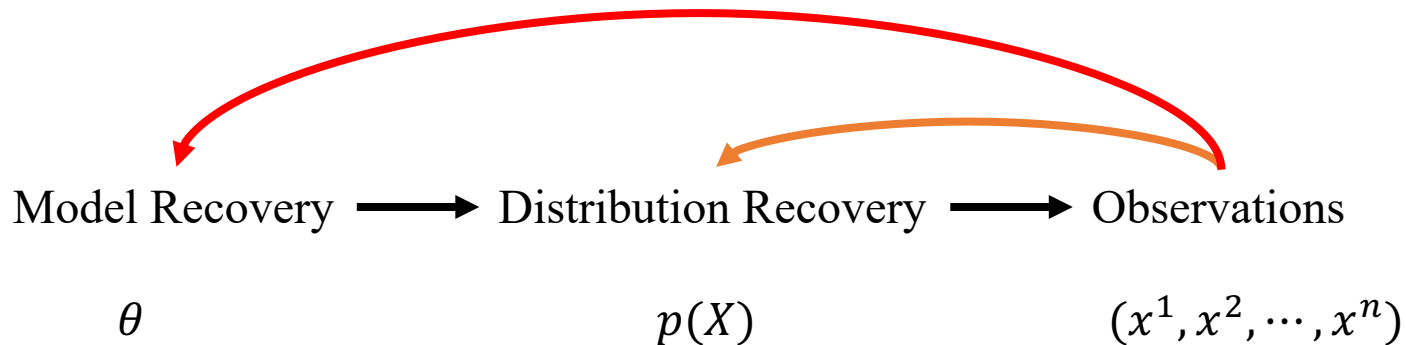 Model Recovery Distribution Recovery Observations
θ p(X) (x¹, x², ⋯, xⁿ)